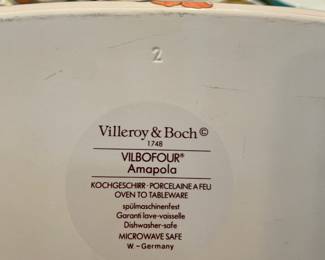 2
Villeroy & Boch©
1748
VILBOFOUR®
Amapola
KOCHGESCHIRR · PORCELAINE A FEU
OVEN TO TABLEWARE
spülmaschinenfest
Garanti lave-vaisselle
Dishwasher-safe
MICROWAVE SAFE
W.-Germany